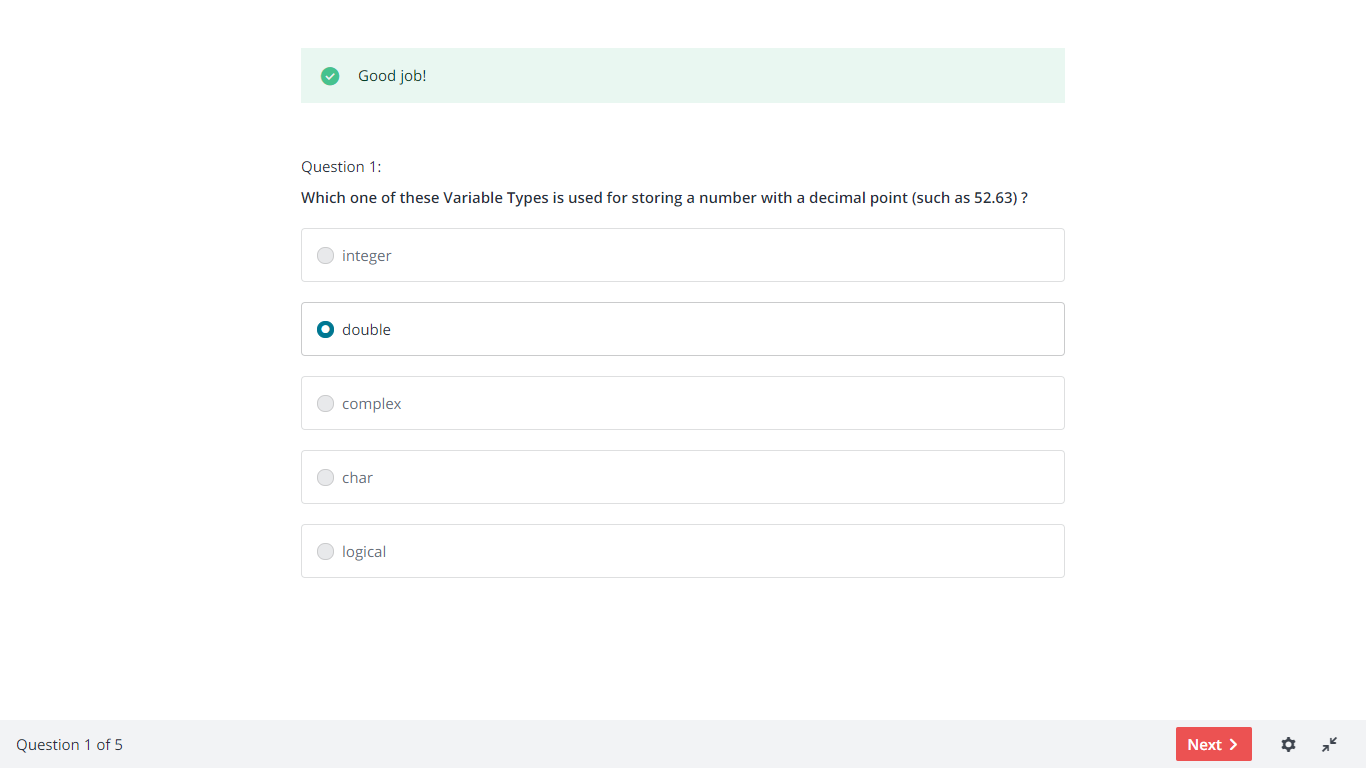 Good job!
Question 1:
Which one of these Variable Types is used for storing a number with a decimal point (such as 52.63) ?
integer
double
complex
char
logical
Question 1 of 5
Next